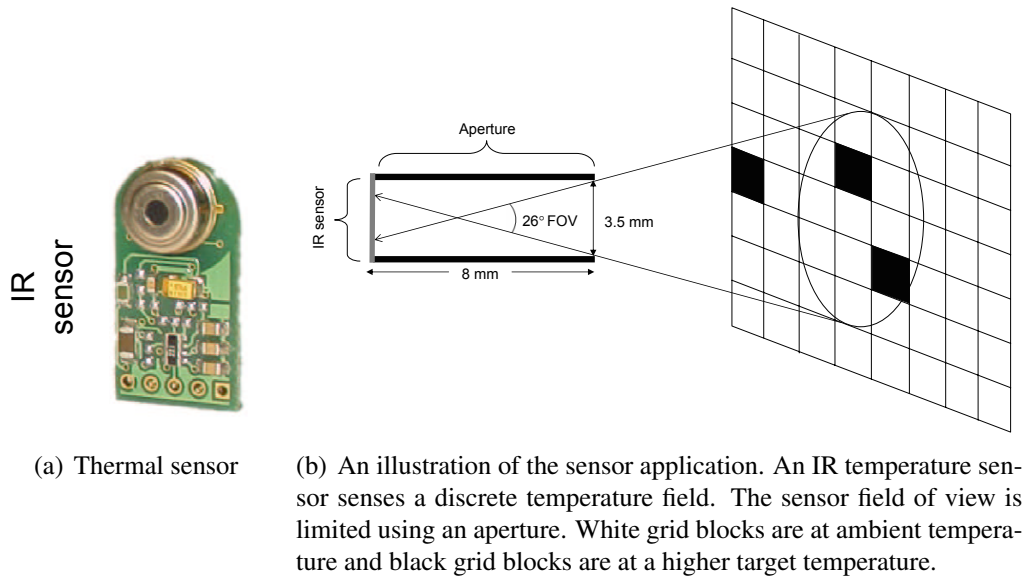 IR
sensor
Aperture
IR sensor
26° FOV
3.5 mm
8 mm
(a) Thermal sensor
(b) An illustration of the sensor application. An IR temperature sen-
sor senses a discrete temperature field. The sensor field of view is
limited using an aperture. White grid blocks are at ambient tempera-
ture and black grid blocks are at a higher target temperature.